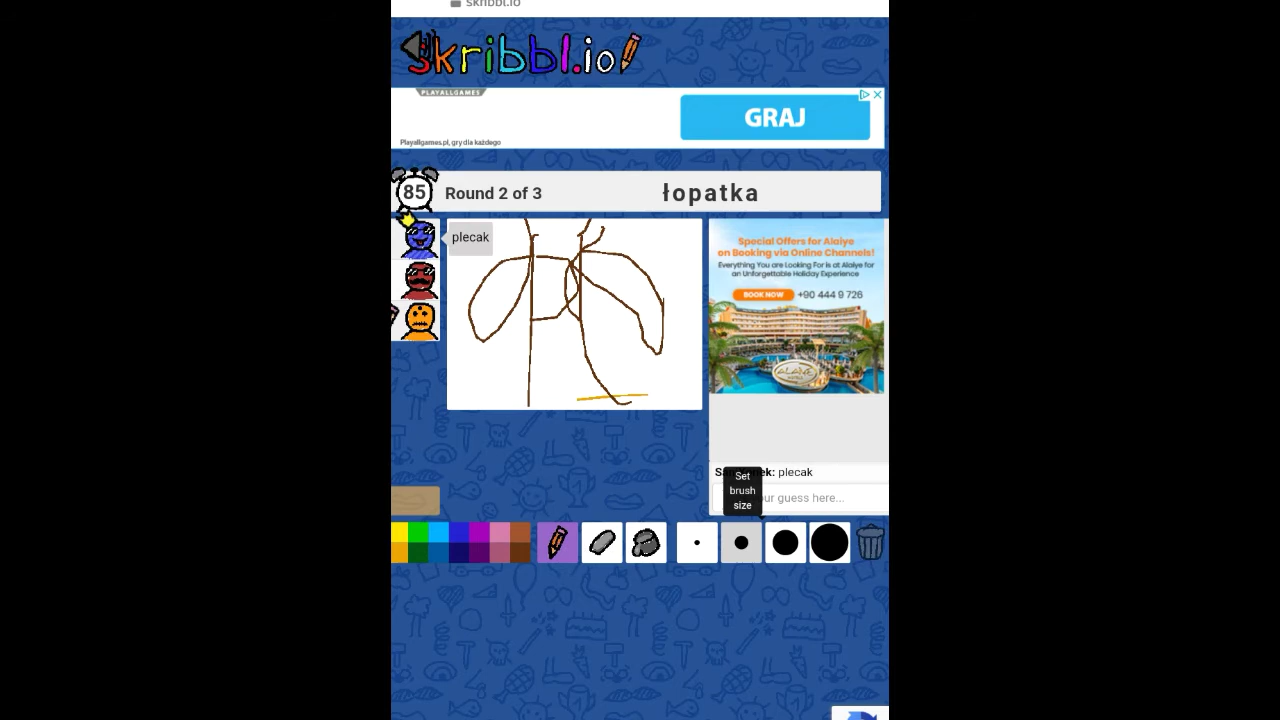 skribbl.io
skribbl.io
PLAYALLGAMES
Playallgames.pl, gry dla każdego
GRAJ
85
Round 2 of 3
łopatka
plecak
Special Offers for Alaiye
on Booking via Online Channels!
Everything You are Looking For is at Alaiye for
an Unforgettable Holiday Experience
BOOK NOW
+90 444 9 726
plecak
Set
brush
size
our guess here...